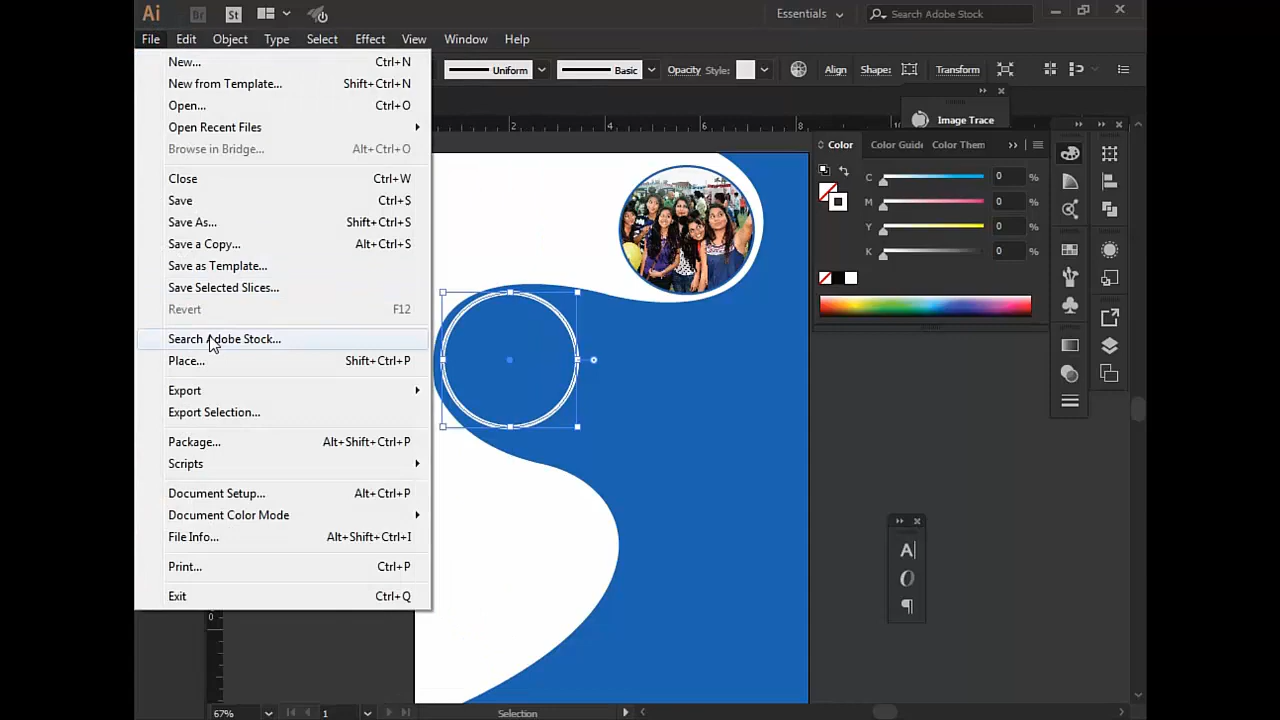 Ai Br St Essentials Search Adobe Stock
File Edit Object Type Select Effect View Window Help
Uniform Basic Opacity Style: Align Shape: Transform
New... Ctrl+N
New from Template... Shift+Ctrl+N
Open... Ctrl+O
Open Recent Files
Browse in Bridge... Alt+Ctrl+O
Close Ctrl+W
Save Ctrl+S
Save As... Shift+Ctrl+S
Save a Copy... Alt+Ctrl+S
Save as Template...
Save Selected Slices...
Revert F12
Search Adobe Stock...
Place... Shift+Ctrl+P
Export
Export Selection...
Package... Alt+Shift+Ctrl+P
Scripts
Document Setup... Alt+Ctrl+P
Document Color Mode
File Info... Alt+Shift+Ctrl+I
Print... Ctrl+P
Exit Ctrl+Q
2 4 6 8
Image Trace
Color Color Guide Color Them
C 0 %
M 0 %
Y 0 %
K 0 %
A
O
0
67% 1 Selection